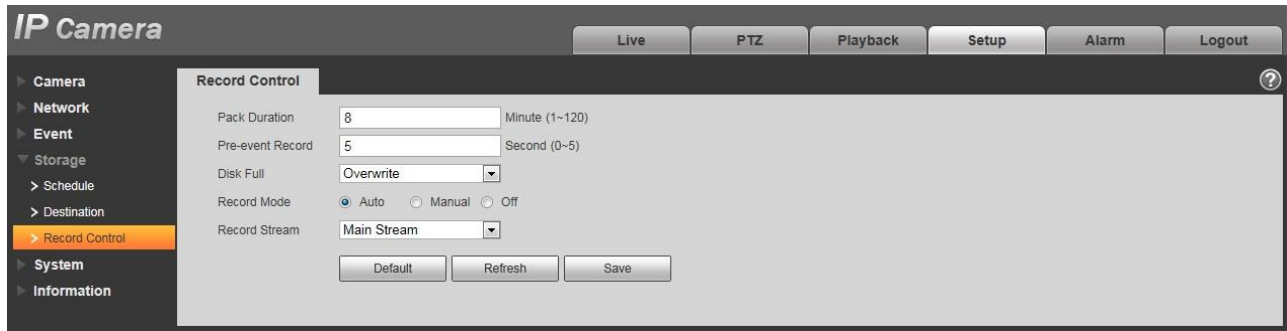 IP Camera
Live PTZ Playback Setup Alarm Logout
Camera
Network
Event
Storage
> Schedule
> Destination
> Record Control
System
Information
Record Control
?
Pack Duration 8 Minute (1~120)
Pre-event Record 5 Second (0~5)
Disk Full Overwrite
Record Mode Auto Manual Off
Record Stream Main Stream
Default Refresh Save